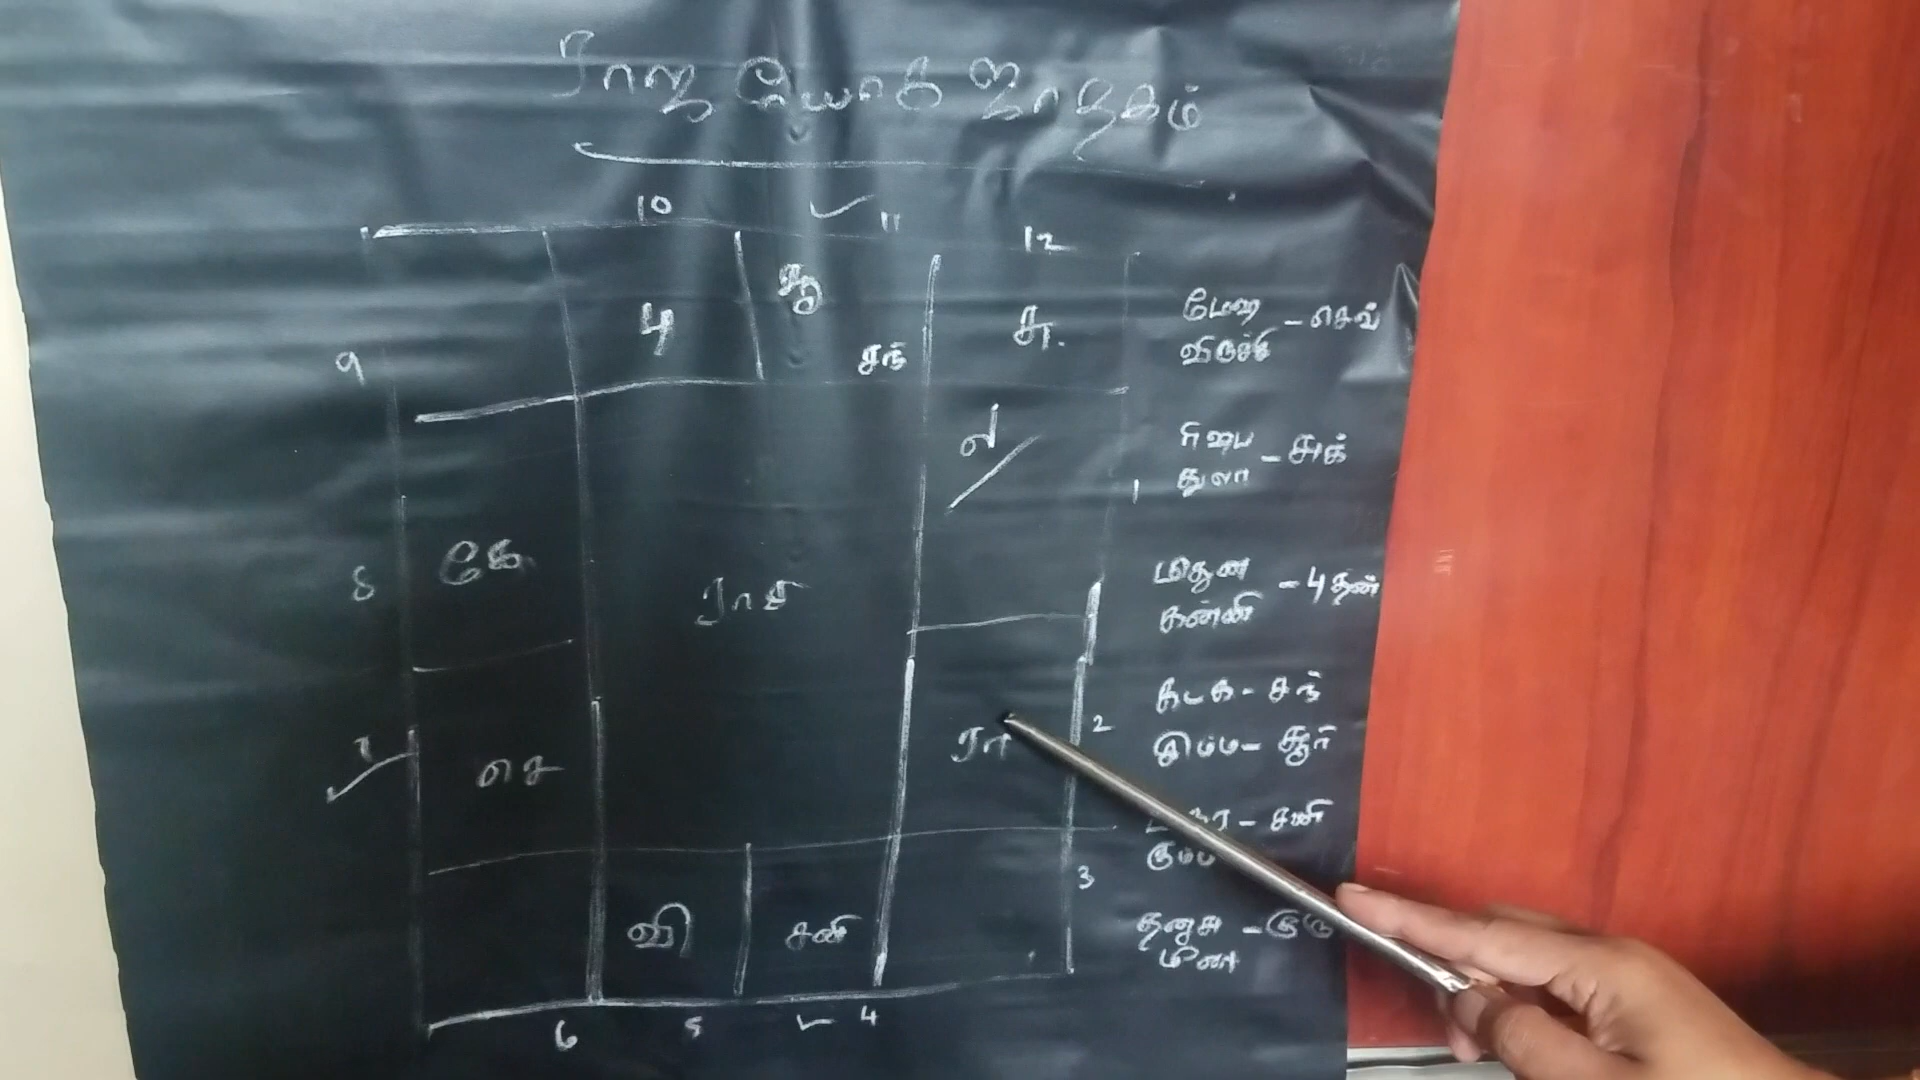 ராஜ யோக ஜாதகம்
10 11 12
பு சூ சந் சு.
9
ல 1
8 கே ராசி
7 செ ரா 2
வி சனி 3
6 5 4
மேஷ - செவ்
விருச்சி
ரிஷப - சுக்
துலா
மிதுன - புதன்
கன்னி
கடக - சந்
சிம்ம - சூரி
சனி
கும்ப
தனுசு - குரு
மீனா